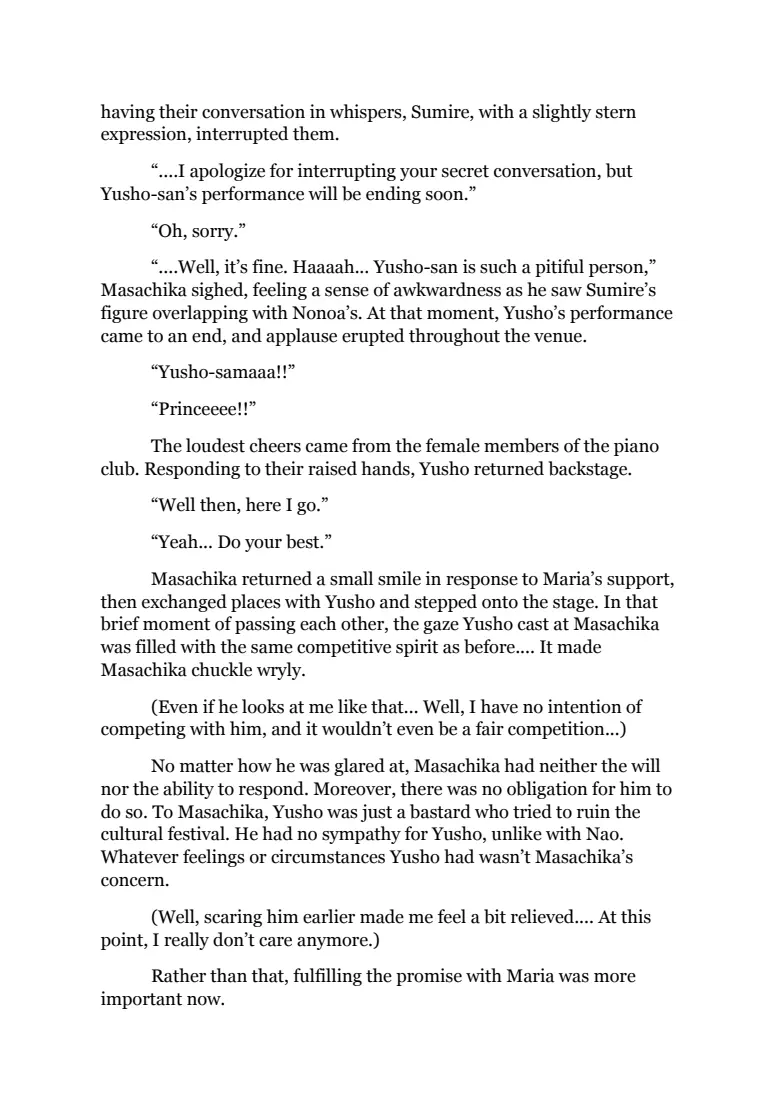 having their conversation in whispers, Sumire, with a slightly stern
expression, interrupted them.
“....I apologize for interrupting your secret conversation, but
Yusho-san’s performance will be ending soon.”
“Oh, sorry.”
“....Well, it’s fine. Haaaah... Yusho-san is such a pitiful person,”
Masachika sighed, feeling a sense of awkwardness as he saw Sumire’s
figure overlapping with Nonoa’s. At that moment, Yusho’s performance
came to an end, and applause erupted throughout the venue.
“Yusho-samaaa!!”
“Princeeee!!”
The loudest cheers came from the female members of the piano
club. Responding to their raised hands, Yusho returned backstage.
“Well then, here I go.”
“Yeah... Do your best.”
Masachika returned a small smile in response to Maria’s support,
then exchanged places with Yusho and stepped onto the stage. In that
brief moment of passing each other, the gaze Yusho cast at Masachika
was filled with the same competitive spirit as before.... It made
Masachika chuckle wryly.
(Even if he looks at me like that... Well, I have no intention of
competing with him, and it wouldn’t even be a fair competition...)
No matter how he was glared at, Masachika had neither the will
nor the ability to respond. Moreover, there was no obligation for him to
do so. To Masachika, Yusho was just a bastard who tried to ruin the
cultural festival. He had no sympathy for Yusho, unlike with Nao.
Whatever feelings or circumstances Yusho had wasn’t Masachika’s
concern.
(Well, scaring him earlier made me feel a bit relieved.... At this
point, I really don’t care anymore.)
Rather than that, fulfilling the promise with Maria was more
important now.